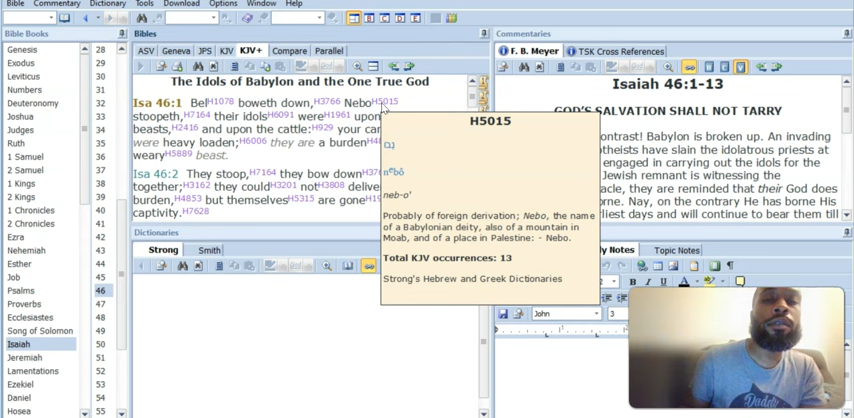 Bible Commentary Dictionary Tools Download Options Window Help
Bible Books
Bibles
Commentaries
Genesis
Exodus
Leviticus
Numbers
Deuteronomy
Joshua
Judges
Ruth
1 Samuel
2 Samuel
1 Kings
2 Kings
1 Chronicles
2 Chronicles
Ezra
Nehemiah
Esther
Job
Psalms
Proverbs
Ecclesiastes
Song of Solomon
Isaiah
Jeremiah
Lamentations
Ezekiel
Daniel
Hosea
28
29
30
31
32
33
34
35
36
37
38
39
40
41
42
43
44
45
46
47
48
49
50
51
52
53
54
55
ASV Geneva JPS KJV KJV+ Compare Parallel
The Idols of Babylon and the One True God
Isa 46:1 Bel H1078 boweth down, H3766 Nebo H5015
stoopeth, H7164 their idols H6091 were H1961 upon
beasts, H2416 and upon the cattle: H929 your
were heavy loaden; H6006 they are a burden
weary H5889 beast.
Isa 46:2 They stoop, H7164 they bow down
together; H3162 they could H3201 not H3808
burden, H4853 but themselves H5315 are gone
captivity. H7628
H5015
נְבוֹ
nebô
neb-o'
Probably of foreign derivation; Nebo, the name
of a Babylonian deity, also of a mountain in
Moab, and of a place in Palestine: - Nebo.
Total KJV occurrences: 13
Strong's Hebrew and Greek Dictionaries
Dictionaries
Strong Smith
F. B. Meyer TSK Cross References
Isaiah 46:1-13
GOD'S SALVATION SHALL NOT TARRY
contrast! Babylon is broken up. An invading
have slain the idolatrous priests at
engaged in carrying out the idols for the
Jewish remnant is witnessing the
they are reminded that their God does
Nay, on the contrary He has borne His
days and will continue to bear them till
Notes Topic Notes
B I U A
John 3
Daddy